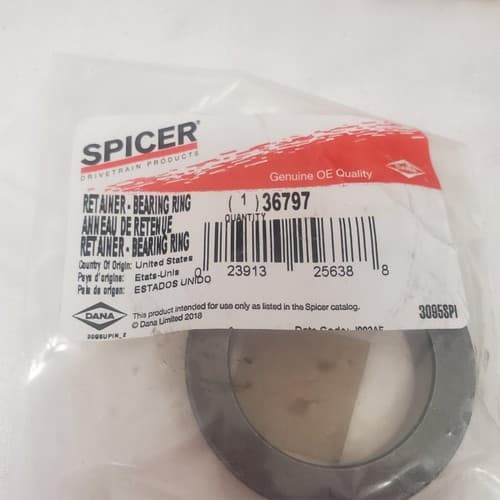 SPICER®
DRIVETRAIN PRODUCTS
Genuine OE Quality
RETAINER - BEARING RING
ANNEAU DE RETENUE
RETAINER - BEARING RING
( 1 ) 36797
QUANTITY
Country Of Origin: United States
Pays d'origine: Etats-Unis
País de origen: ESTADOS UNIDO
0 23913 25638 8
DANA
This product intended for use only as listed in the Spicer catalog.
© Dana Limited 2018
3095SPI
Date Code: